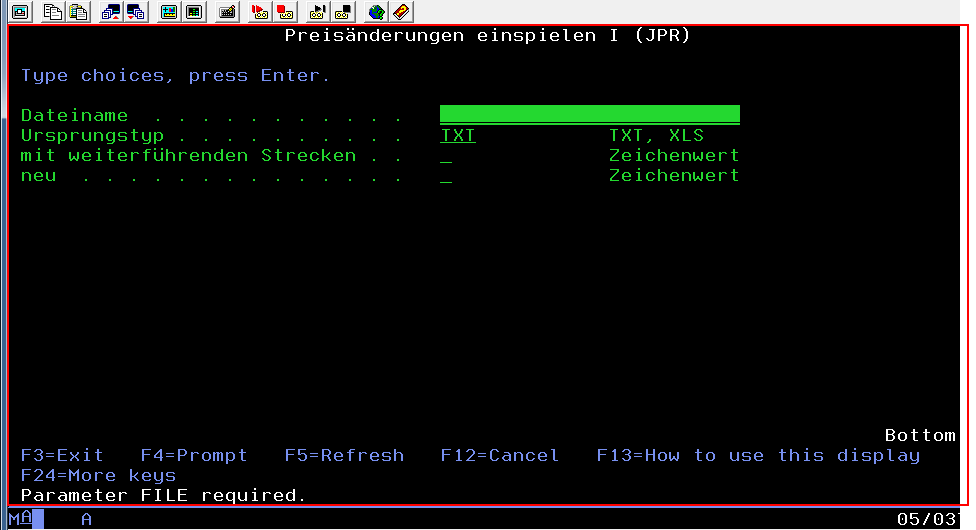 Preisänderungen einspielen I (JPR)
Type choices, press Enter.
Dateiname . . . . . . . . . . .
Ursprungstyp . . . . . . . . . . TXT TXT, XLS
mit weiterführenden Strecken . . _ Zeichenwert
neu . . . . . . . . . . . . . . _ Zeichenwert
Bottom
F3=Exit F4=Prompt F5=Refresh F12=Cancel F13=How to use this display
F24=More keys
Parameter FILE required.
MA A 05/03